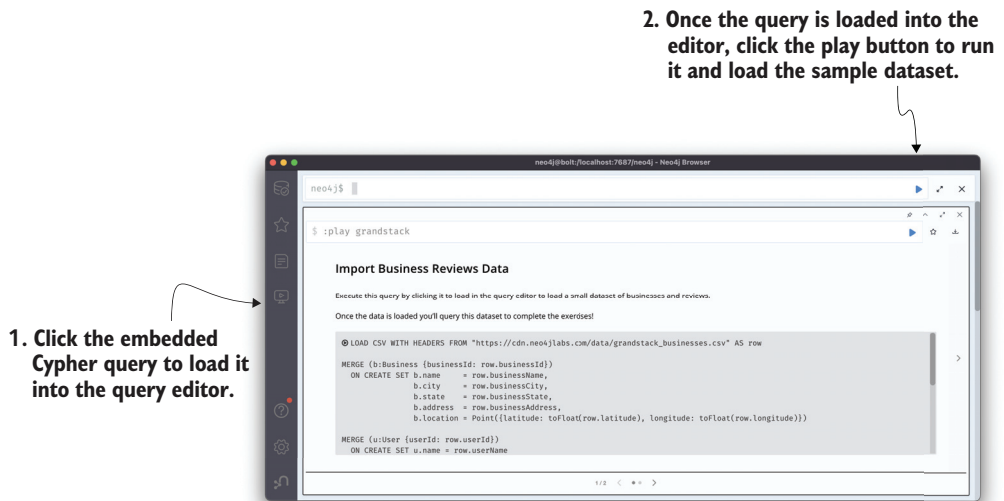 2. Once the query is loaded into the
editor, click the play button to run
it and load the sample dataset.
neo4j@bolt:/localhost:7687/neo4j - Neo4j Browser
neo4j$
$ :play grandstack
Import Business Reviews Data
Execute this query by clicking it to load in the query editor to load a small dataset of businesses and reviews.
Once the data is loaded you'll query this dataset to complete the exercises!
LOAD CSV WITH HEADERS FROM "https://cdn.neo4jlabs.com/data/grandstack_businesses.csv" AS row
MERGE (b:Business {businessId: row.businessId})
ON CREATE SET b.name = row.businessName,
b.city = row.businessCity,
b.state = row.businessState,
b.address = row.businessAddress,
b.location = Point({latitude: toFloat(row.latitude), longitude: toFloat(row.longitude)})
MERGE (u:User {userId: row.userId})
ON CREATE SET u.name = row.userName
1/2
1. Click the embedded
Cypher query to load it
into the query editor.